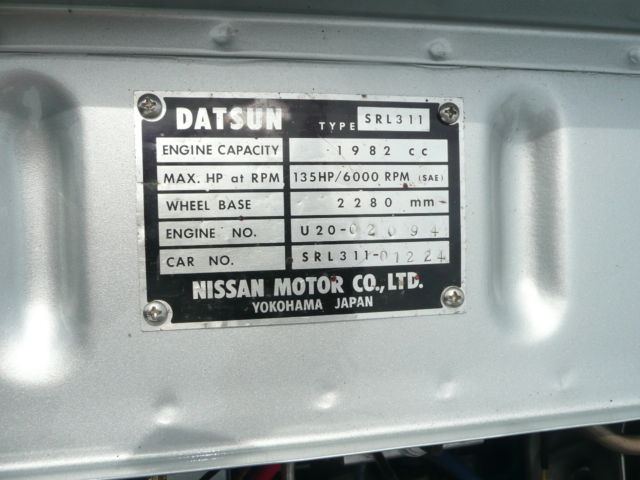 DATSUN TYPE SRL311
ENGINE CAPACITY 1982 cc
MAX. HP at RPM 135HP/6000 RPM (SAE)
WHEEL BASE 2280 mm
ENGINE NO. U20-02094
CAR NO. SRL311-01224
NISSAN MOTOR CO., LTD.
YOKOHAMA JAPAN